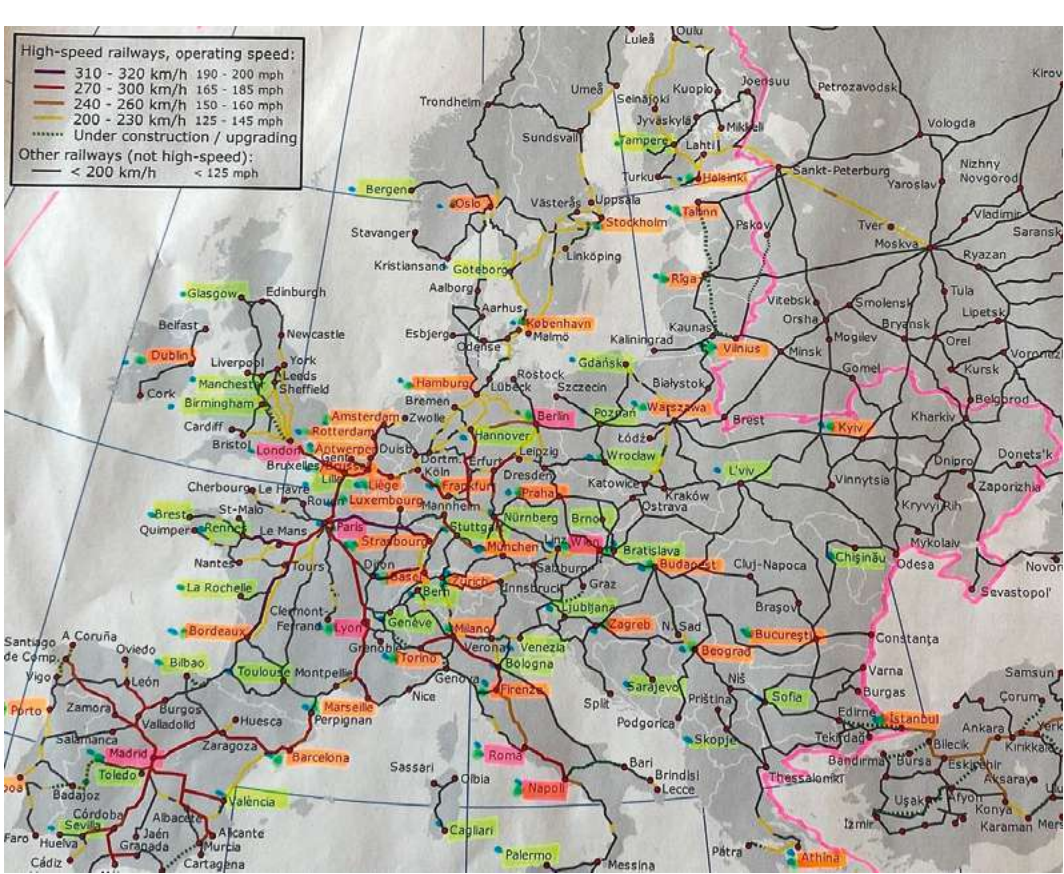 High-speed railways, operating speed:
310 - 320 km/h 190 - 200 mph
270 - 300 km/h 165 - 185 mph
240 - 260 km/h 150 - 160 mph
200 - 230 km/h 125 - 145 mph
Under construction / upgrading
Other railways (not high-speed):
< 200 km/h < 125 mph
Luleå
Oulu
Umeå
Seinäjoki
Kuopio
Joensuu
Petrozavodsk
Kirov
Trondheim
Jyväskylä
Mikkeli
Vologda
Sundsvall
Tampere
Lahti
Turku
Helsinki
Sankt-Peterburg
Nizhny
Novgorod
Yaroslav
Bergen
Oslo
Västerås
Uppsala
Stockholm
Tallinn
Pskov
Tver
Vladimir
Saransk
Moskva
Ryazan
Stavanger
Kristiansand
Göteborg
Linköping
Aalborg
Riga
Tula
Glasgow
Edinburgh
Aarhus
Vitebsk
Smolensk
Lipetsk
Belfast
Newcastle
Esbjerg
København
Malmö
Odense
Kaunas
Kaliningrad
Orsha
Mogilev
Bryansk
Orel
Voronez
Dublin
Vilnius
Minsk
Liverpool
York
Leeds
Manchester
Sheffield
Rostock
Gdańsk
Gomel
Kursk
Cork
Birmingham
Hamburg
Lübeck
Szczecin
Białystok
Belgorod
Bremen
Cardiff
Amsterdam
Zwolle
Rotterdam
Berlin
Poznań
Warszawa
Brest
Kyiv
Kharkiv
Bristol
London
Antwerpen
Duisb.
Hannover
Łódź
Gent
Bruxelles/Brussel
Dortm.
Erfurt
Leipzig
Wrocław
L'viv
Dnipro
Donets'k
Lille
Liège
Köln
Frankfurt
Dresden
Katowice
Kraków
Vinnytsia
Zaporizhia
Cherbourg
Le Havre
Rouen
Luxembourg
Praha
Ostrava
Kryvyi Rih
St-Malo
Mannheim
Brest
Quimper
Rennes
Le Mans
Paris
Stuttgart
Nürnberg
Brno
Strasbourg
München
Linz
Wien
Bratislava
Mykolaiv
Nantes
Tours
Dijon
Salzburg
Budapest
Cluj-Napoca
Chişinău
Odesa
Novoro
Basel
Zürich
Innsbruck
Graz
Sevastopol'
La Rochelle
Bern
Clermont-
Ferrand
Lyon
Genève
Ljubljana
Braşov
Bordeaux
Milano
Zagreb
N. Sad
Bucureşti
Santiago
de Comp.
A Coruña
Oviedo
Grenoble
Torino
Verona
Venezia
Beograd
Constanţa
Bilbao
Toulouse
Montpellier
Genova
Bologna
Vigo
León
Nice
Firenze
Sarajevo
Niš
Varna
Samsun
Porto
Zamora
Burgos
Marseille
Perpignan
Split
Priština
Sofia
Burgas
Çorum
Valladolid
Huesca
Podgorica
Edirne
İstanbul
Ankara
Yerk
Salamanca
Zaragoza
Skopje
Tekirdağ
Bilecik
Kırıkkale
Madrid
Barcelona
Roma
Bandırma
Bursa
Eskişehir
Toledo
Sassari
Olbia
Bari
Thessaloniki
Aksaray
boa
Badajoz
Napoli
Brindisi
Lecce
Uşak
Afyon
Konya
València
Córdoba
Albacete
İzmir
Karaman
Mers
Sevilla
Faro
Huelva
Jaén
Granada
Alicante
Murcia
Cagliari
Pátra
Athína
Cádiz
Cartagena
Palermo
Messina